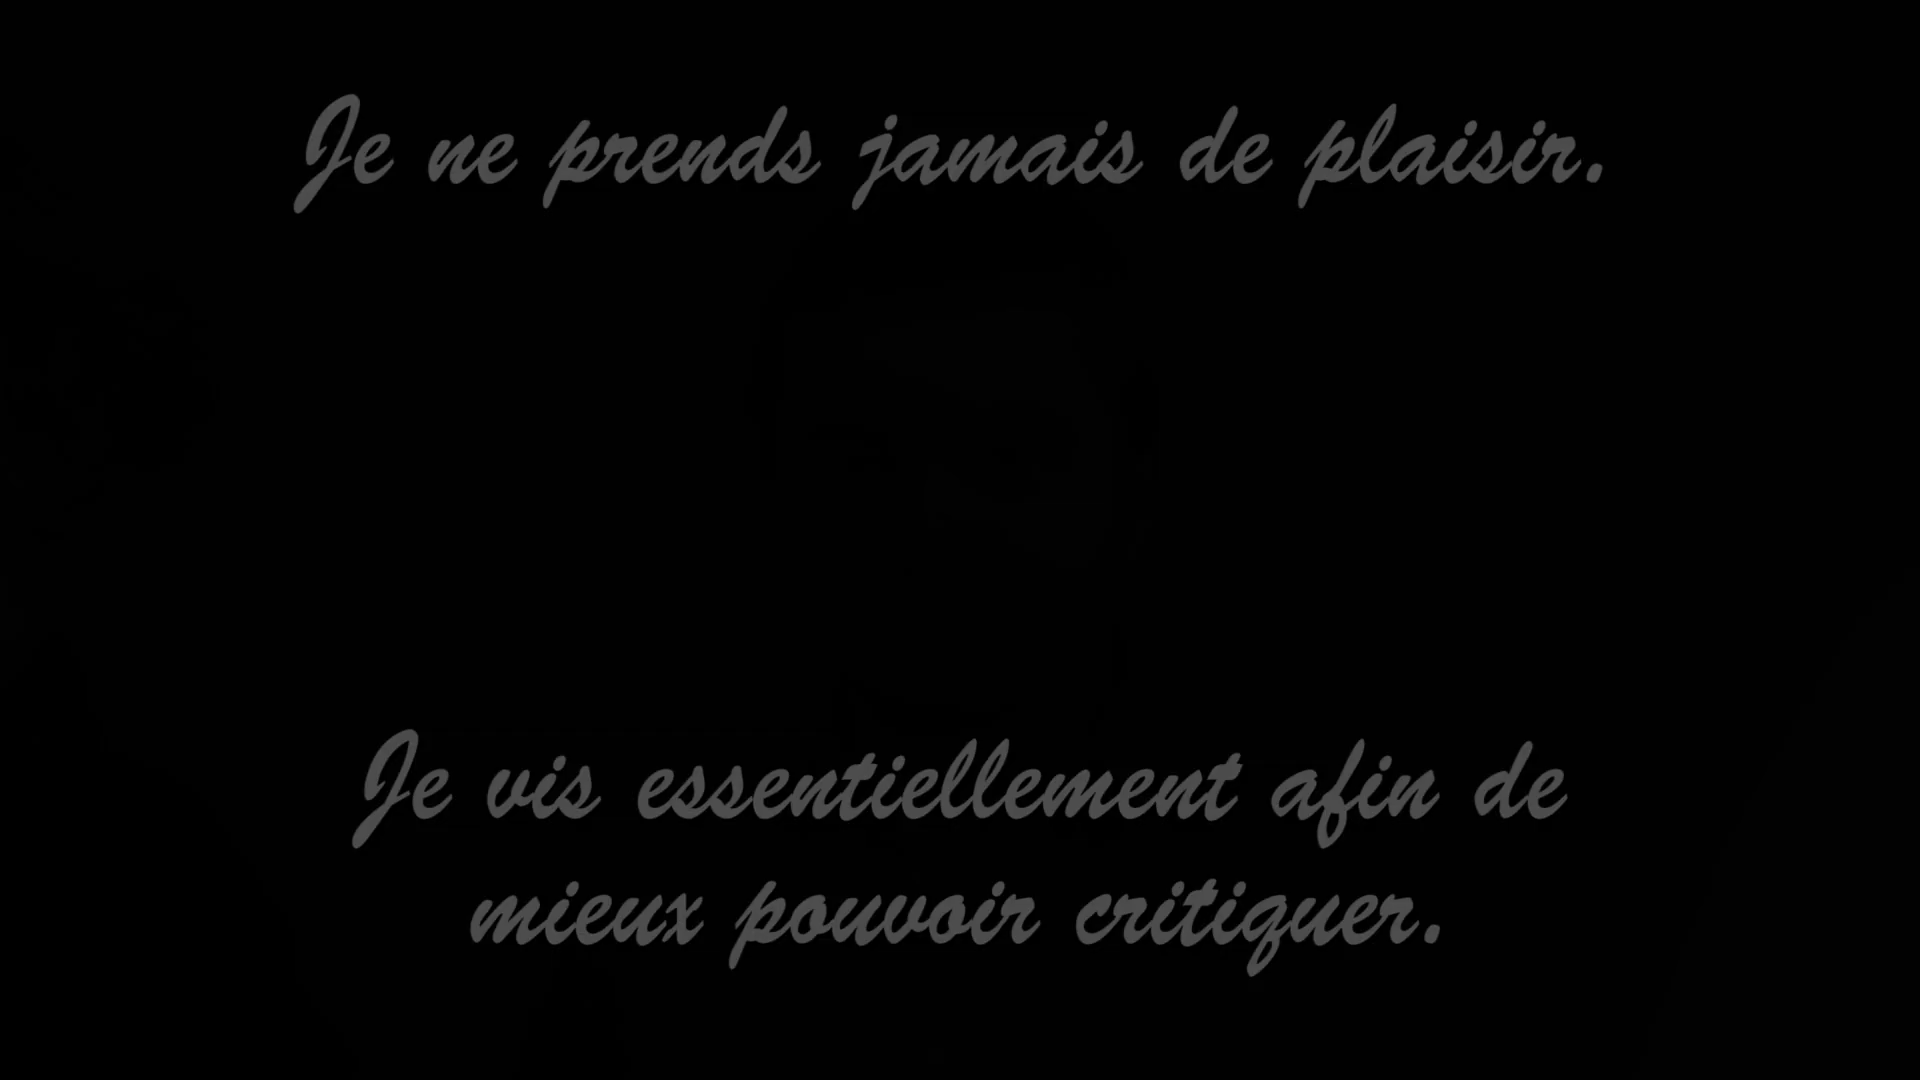 Je ne prends jamais de plaisir.
Je vis essentiellement afin de
mieux pouvoir critiquer.